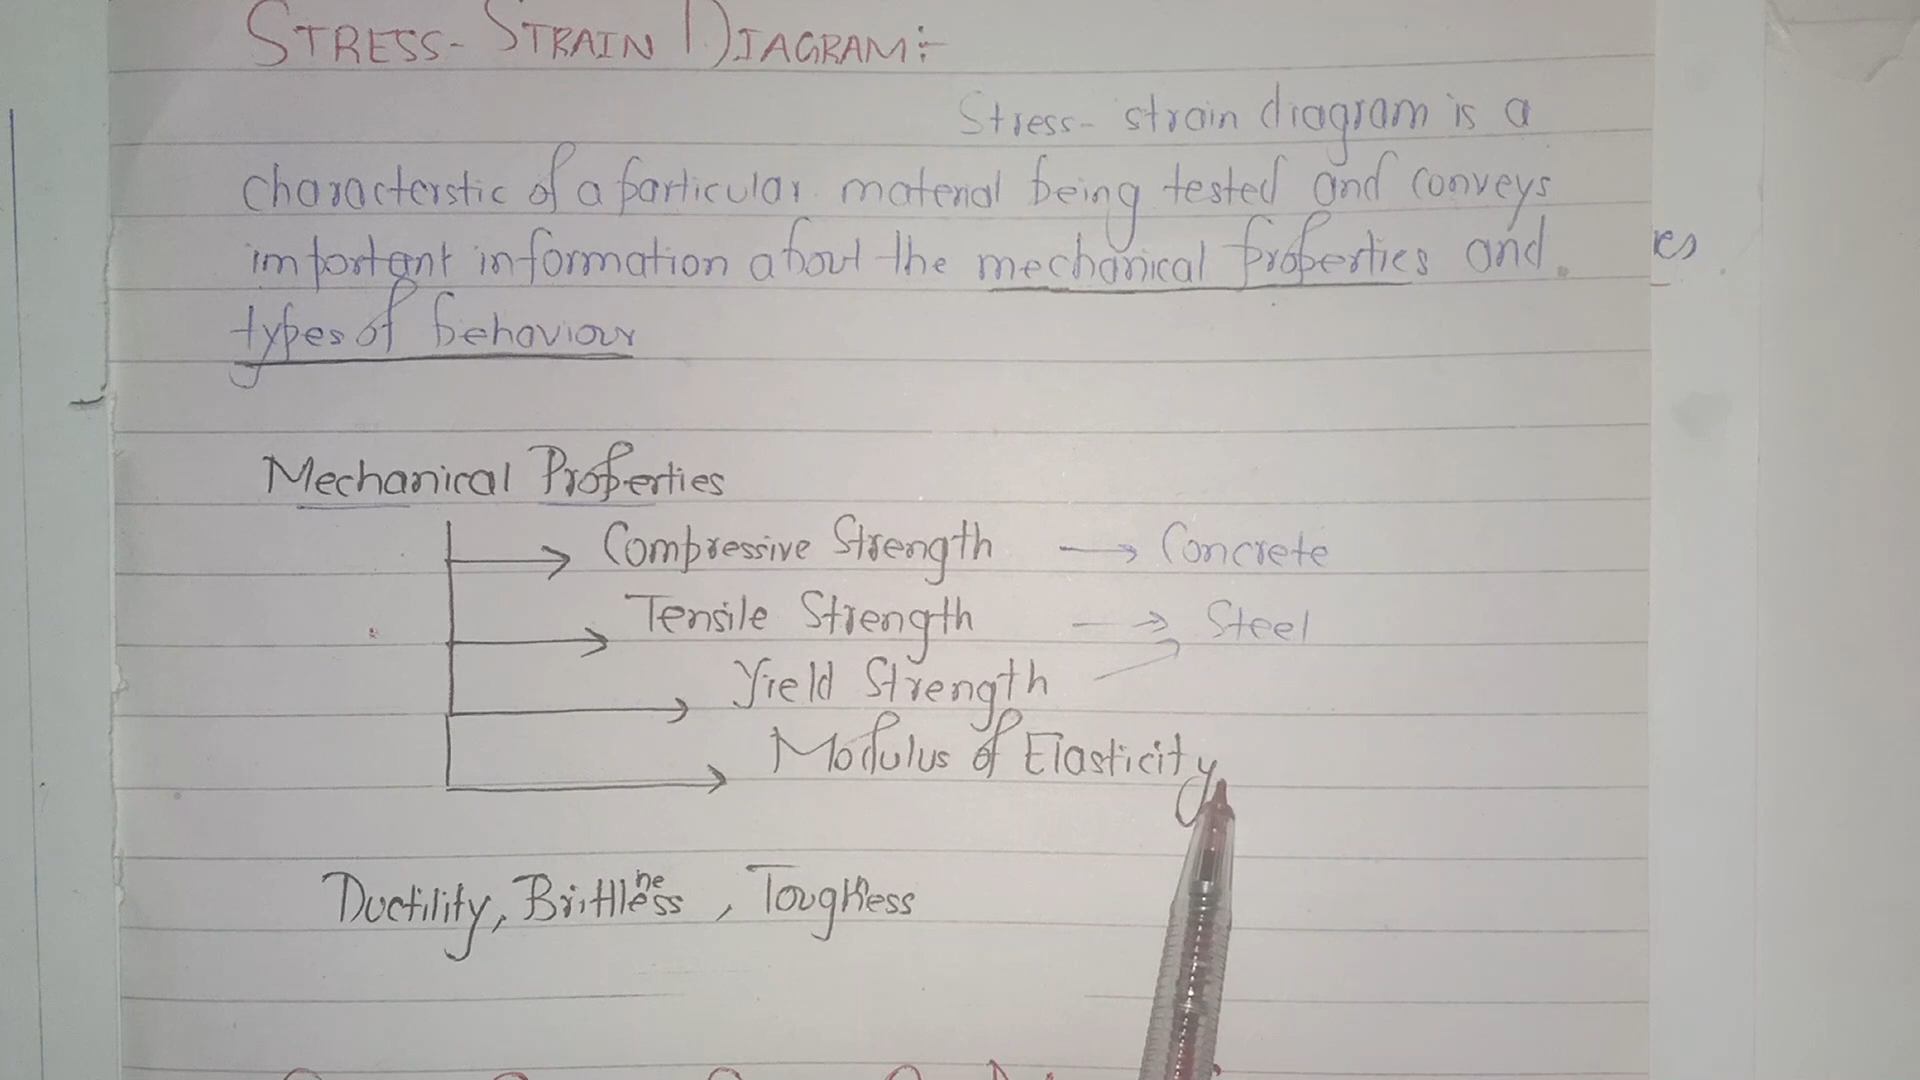 STRESS-STRAIN DIAGRAM:-
Stress-strain diagram is a
characterstic of a particular material being tested and conveys
important information about the mechanical properties and
types of behaviour
es
Mechanical Properties
Compressive Strength → Concrete
Tensile Strength → Steel
Yield Strength
Modulus of Elasticity
Ductility, Brittleness, Toughness